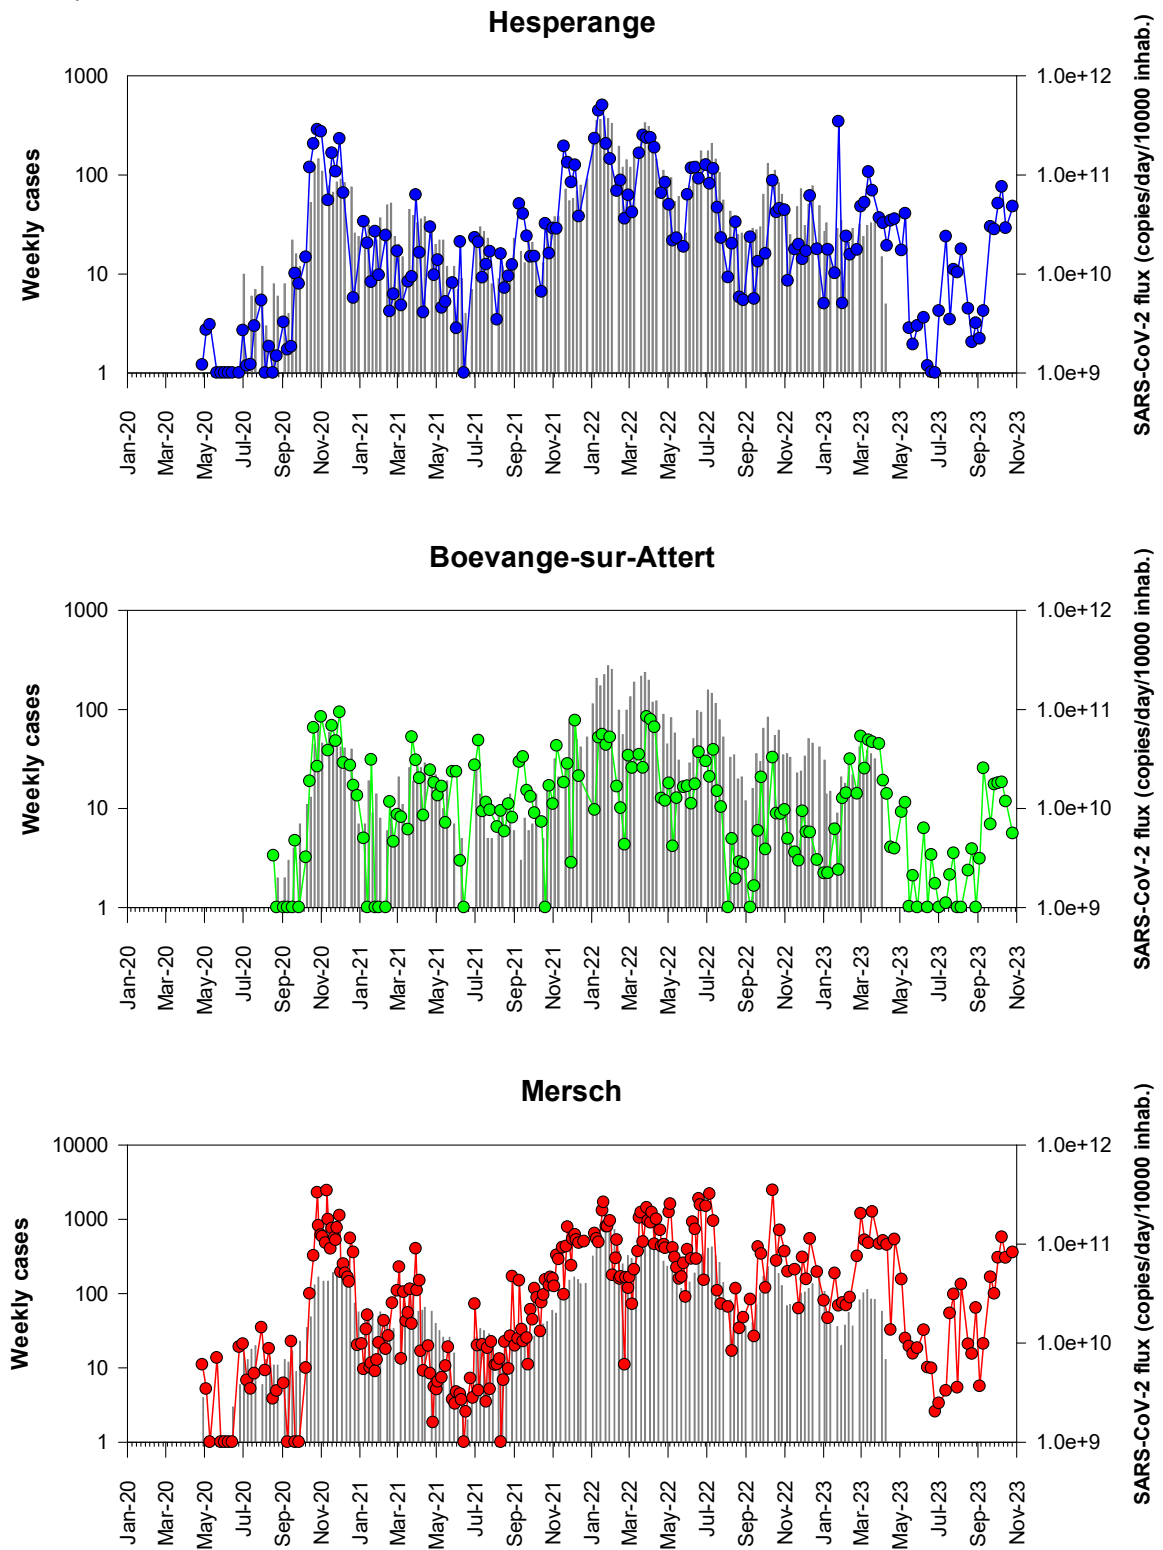 Hesperange
Weekly cases
SARS-CoV-2 flux (copies/day/10000 inhab.)
1000
100
10
1
1.0e+12
1.0e+11
1.0e+10
1.0e+9
Jan-20
Mar-20
May-20
Jul-20
Sep-20
Nov-20
Jan-21
Mar-21
May-21
Jul-21
Sep-21
Nov-21
Jan-22
Mar-22
May-22
Jul-22
Sep-22
Nov-22
Jan-23
Mar-23
May-23
Jul-23
Sep-23
Nov-23
Boevange-sur-Attert
Weekly cases
SARS-CoV-2 flux (copies/day/10000 inhab.)
1000
100
10
1
1.0e+12
1.0e+11
1.0e+10
1.0e+9
Jan-20
Mar-20
May-20
Jul-20
Sep-20
Nov-20
Jan-21
Mar-21
May-21
Jul-21
Sep-21
Nov-21
Jan-22
Mar-22
May-22
Jul-22
Sep-22
Nov-22
Jan-23
Mar-23
May-23
Jul-23
Sep-23
Nov-23
Mersch
Weekly cases
SARS-CoV-2 flux (copies/day/10000 inhab.)
10000
1000
100
10
1
1.0e+12
1.0e+11
1.0e+10
1.0e+9
Jan-20
Mar-20
May-20
Jul-20
Sep-20
Nov-20
Jan-21
Mar-21
May-21
Jul-21
Sep-21
Nov-21
Jan-22
Mar-22
May-22
Jul-22
Sep-22
Nov-22
Jan-23
Mar-23
May-23
Jul-23
Sep-23
Nov-23